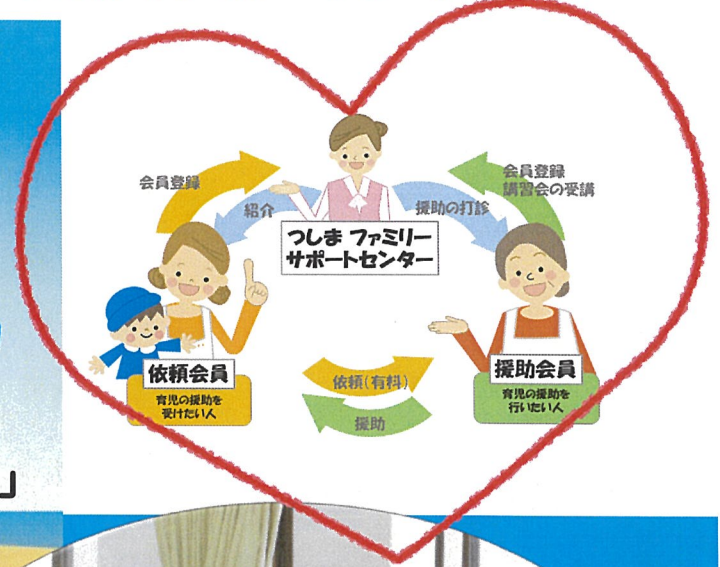 会員登録
紹介
つしま ファミリー
サポートセンター
援助の打診
会員登録
講習会の受講
依頼会員
育児の援助を
受けたい人
依頼(有料)
援助
援助会員
育児の援助を
行いたい人
」